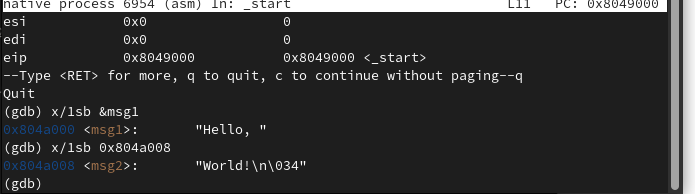 native process 6954 (asm) In: _start L11 PC: 0x8049000
esi 0x0 0
edi 0x0 0
eip 0x8049000 0x8049000 <_start>
--Type <RET> for more, q to quit, c to continue without paging--q
Quit
(gdb) x/1sb &msg1
0x804a000 <msg1>: "Hello, "
(gdb) x/1sb 0x804a008
0x804a008 <msg2>: "World!\n\034"
(gdb)